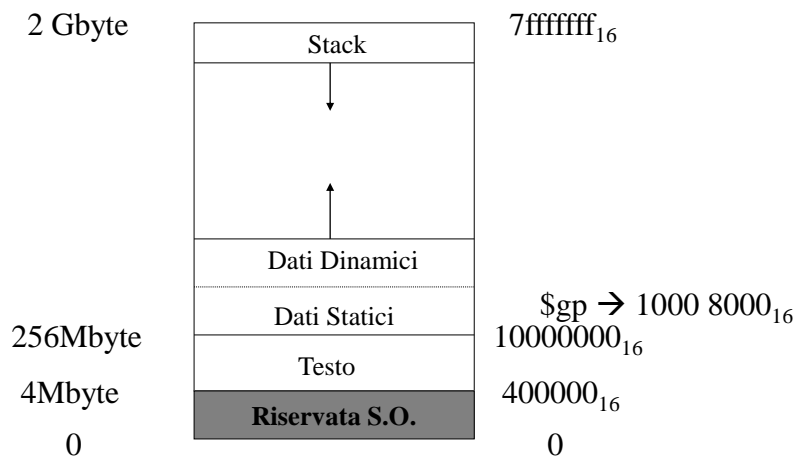 2 Gbyte
Stack
7fffffff₁₆
Dati Dinamici
Dati Statici
$gp → 1000 8000₁₆
256Mbyte
10000000₁₆
Testo
4Mbyte
400000₁₆
Riservata S.O.
0
0